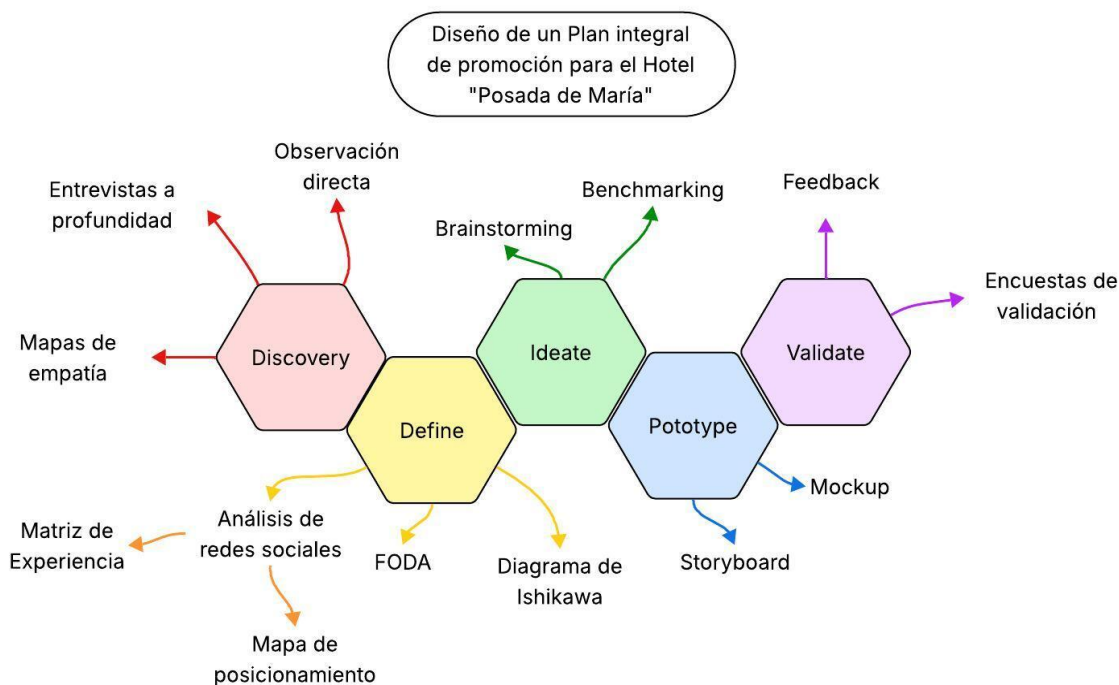 Diseño de un Plan integral
de promoción para el Hotel
"Posada de María"
Observación
directa
Entrevistas a
profundidad
Mapas de
empatía
Discovery
Define
Análisis de
redes sociales
Matriz de
Experiencia
Mapa de
posicionamiento
FODA
Diagrama de
Ishikawa
Brainstorming
Benchmarking
Ideate
Pototype
Mockup
Storyboard
Feedback
Encuestas de
validación
Validate